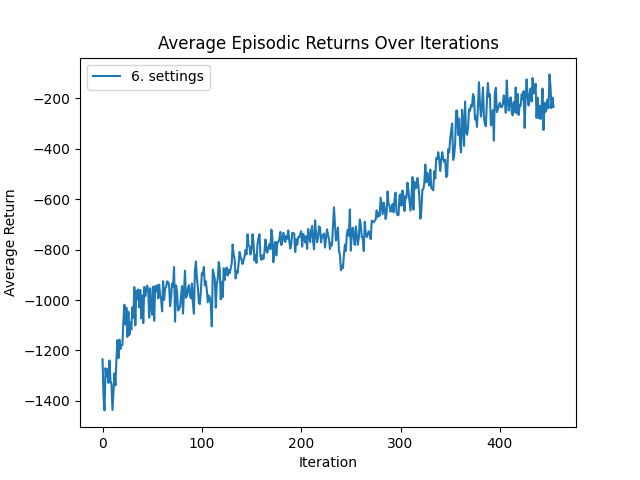 Average Episodic Returns Over Iterations
6. settings
Average Return
−200
−400
−600
−800
−1000
−1200
−1400
0 100 200 300 400
Iteration